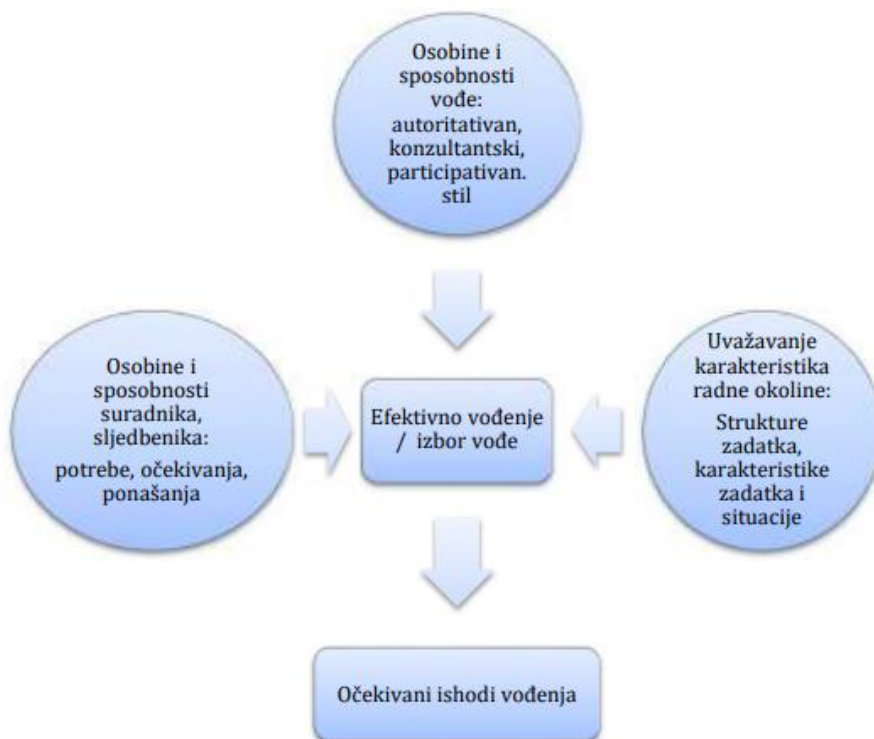 Osobine i
sposobnosti
vođe:
autoritativan,
konzultantski,
participativan.
stil
Osobine i
sposobnosti
suradnika,
sljedbenika:
potrebe, očekivanja,
ponašanja
Efektivno vođenje
/ izbor vođe
Uvažavanje
karakteristika
radne okoline:
Strukture
zadatka,
karakteristike
zadatka i
situacije
Očekivani ishodi vođenja